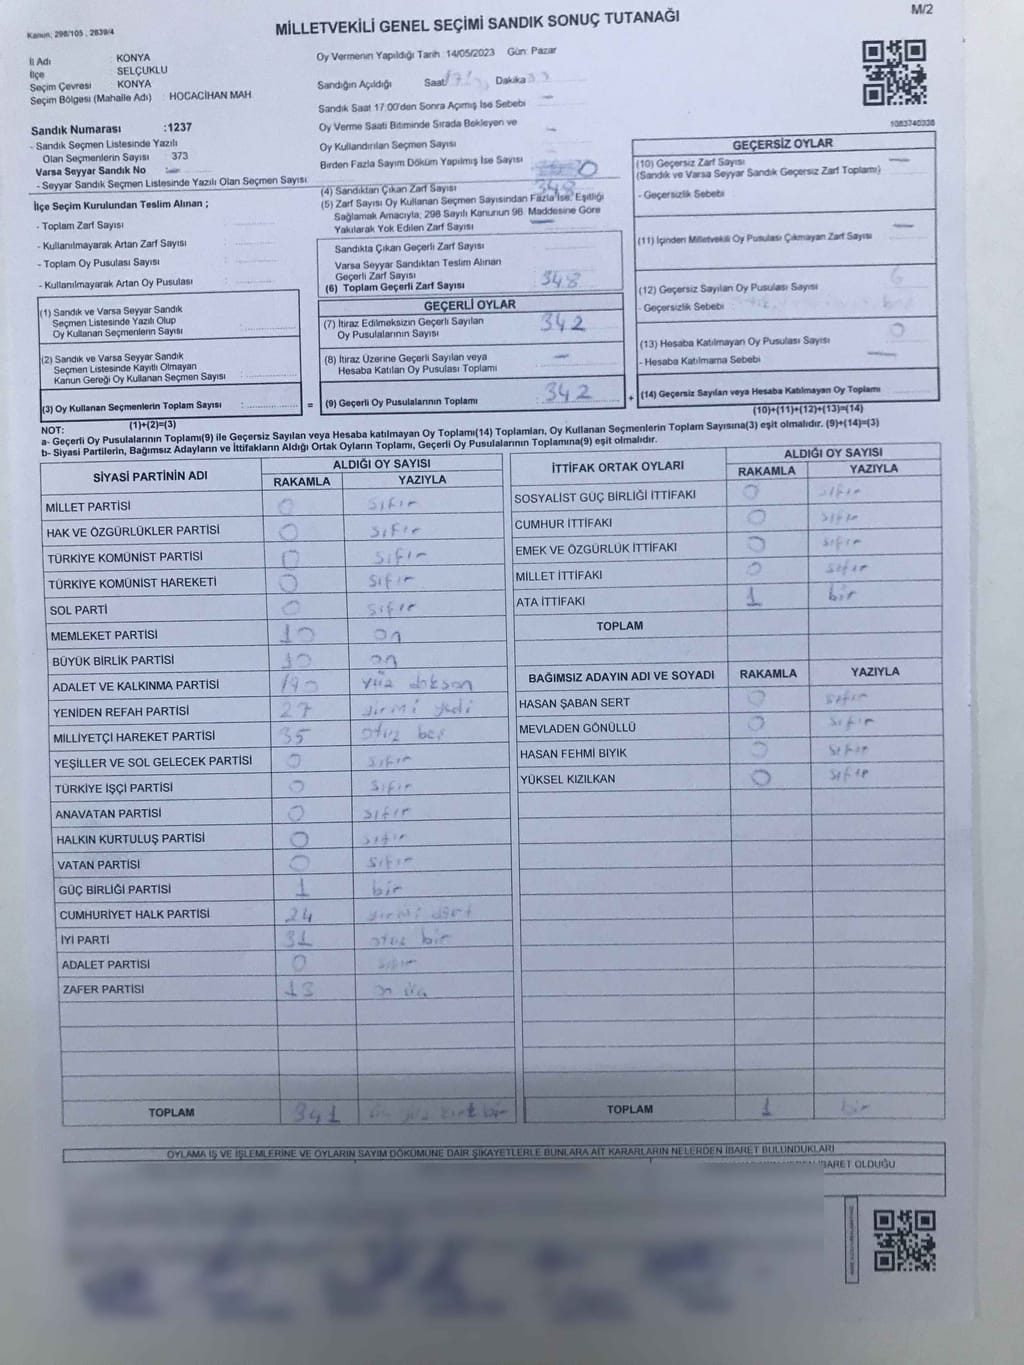 Kanun; 298/105 , 2839/4
MİLLETVEKİLİ GENEL SEÇİMİ SANDIK SONUÇ TUTANAĞI
M/2
İl Adı KONYA
İlçe SELÇUKLU
Seçim Çevresi KONYA
Seçim Bölgesi (Mahalle Adı) : HOCACİHAN MAH.
Sandık Numarası :1237
- Sandık Seçmen Listesinde Yazılı
Olan Seçmenlerin Sayısı : 373
Varsa Seyyar Sandık No
- Seyyar Sandık Seçmen Listesinde Yazılı Olan Seçmen Sayısı:
İlçe Seçim Kurulundan Teslim Alınan ;
- Toplam Zarf Sayısı :
- Kullanılmayarak Artan Zarf Sayısı :
- Toplam Oy Pusulası Sayısı :
- Kullanılmayarak Artan Oy Pusulası :
(1) Sandık ve Varsa Seyyar Sandık
Seçmen Listesinde Yazılı Olup
Oy Kullanan Seçmenlerin Sayısı :
(2) Sandık ve Varsa Seyyar Sandık
Seçmen Listesinde Kayıtlı Olmayan
Kanun Gereği Oy Kullanan Seçmen Sayısı :
(3) Oy Kullanan Seçmenlerin Toplam Sayısı :
(1)+(2)=(3)
Oy Vermenin Yapıldığı Tarih :14/05/2023 Gün: Pazar
Sandığın Açıldığı Saat Dakika
Sandık Saat 17:00'den Sonra Açımış İse Sebebi
Oy Verme Saati Bitiminde Sırada Bekleyen ve
Oy Kullandırılan Seçmen Sayısı
Birden Fazla Sayım Döküm Yapılmış İse Sayısı 0
(4) Sandıktan Çıkan Zarf Sayısı 348
(5) Zarf Sayısı Oy Kullanan Seçmen Sayısından Fazla İse, Eşitliği
Sağlamak Amacıyla; 298 Sayılı Kanunun 98. Maddesine Göre
Yakılarak Yok Edilen Zarf Sayısı
Sandıkta Çıkan Geçerli Zarf Sayısı
Varsa Seyyar Sandıktan Teslim Alınan
Geçerli Zarf Sayısı
(6) Toplam Geçerli Zarf Sayısı : 348
GEÇERLİ OYLAR
(7) İtiraz Edilmeksizin Geçerli Sayılan
Oy Pusulalarının Sayısı 342
(8) İtiraz Üzerine Geçerli Sayılan veya
Hesaba Katılan Oy Pusulası Toplamı
= (9) Geçerli Oy Pusulalarının Toplamı : 342 +
1083740338
GEÇERSİZ OYLAR
(10) Geçersiz Zarf Sayısı
(Sandık ve Varsa Seyyar Sandık Geçersiz Zarf Toplamı)
- Geçersizlik Sebebi
(11) İçinden Milletvekili Oy Pusulası Çıkmayan Zarf Sayısı
(12) Geçersiz Sayılan Oy Pusulası Sayısı 6
- Geçersizlik Sebebi :
(13) Hesaba Katılmayan Oy Pusulası Sayısı 0
- Hesaba Katılmama Sebebi :
(14) Geçersiz Sayılan veya Hesaba Katılmayan Oy Toplamı
(10)+(11)+(12)+(13)=(14)
NOT:
a- Geçerli Oy Pusulalarının Toplamı(9) ile Geçersiz Sayılan veya Hesaba katılmayan Oy Toplamı(14) Toplamları, Oy Kullanan Seçmenlerin Toplam Sayısına(3) eşit olmalıdır. (9)+(14)=(3)
b- Siyasi Partilerin, Bağımsız Adayların ve İttifakların Aldığı Ortak Oyların Toplamı, Geçerli Oy Pusulalarının Toplamına(9) eşit olmalıdır.
SİYASİ PARTİNİN ADI ALDIĞI OY SAYISI
RAKAMLA YAZIYLA
MİLLET PARTİSİ 0 sıfır
HAK VE ÖZGÜRLÜKLER PARTİSİ 0 sıfır
TÜRKİYE KOMÜNİST PARTİSİ 0 sıfır
TÜRKİYE KOMÜNİST HAREKETİ 0 sıfır
SOL PARTİ 0 sıfır
MEMLEKET PARTİSİ 10 on
BÜYÜK BİRLİK PARTİSİ 10 on
ADALET VE KALKINMA PARTİSİ 190 yüz doksan
YENİDEN REFAH PARTİSİ 27 yirmi yedi
MİLLİYETÇİ HAREKET PARTİSİ 35 otuz beş
YEŞİLLER VE SOL GELECEK PARTİSİ 0 sıfır
TÜRKİYE İŞÇİ PARTİSİ 0 sıfır
ANAVATAN PARTİSİ 0 sıfır
HALKIN KURTULUŞ PARTİSİ 0 sıfır
VATAN PARTİSİ 0 sıfır
GÜÇ BİRLİĞİ PARTİSİ 1 bir
CUMHURİYET HALK PARTİSİ 24 yirmi dört
İYİ PARTİ 31 otuz bir
ADALET PARTİSİ 0 sıfır
ZAFER PARTİSİ 13 on üç
TOPLAM 341 üç yüz kırk bir
İTTİFAK ORTAK OYLARI ALDIĞI OY SAYISI
RAKAMLA YAZIYLA
SOSYALİST GÜÇ BİRLİĞİ İTTİFAKI 0 sıfır
CUMHUR İTTİFAKI 0 sıfır
EMEK VE ÖZGÜRLÜK İTTİFAKI 0 sıfır
MİLLET İTTİFAKI 0 sıfır
ATA İTTİFAKI 1 bir
TOPLAM
BAĞIMSIZ ADAYIN ADI VE SOYADI RAKAMLA YAZIYLA
HASAN ŞABAN SERT 0 sıfır
MEVLADEN GÖNÜLLÜ 0 sıfır
HASAN FEHMİ BIYIK 0 sıfır
YÜKSEL KIZILKAN 0 sıfır
TOPLAM 1 bir
OYLAMA İŞ VE İŞLEMLERİNE VE OYLARIN SAYIM DÖKÜMÜNE DAİR ŞİKAYETLERLE BUNLARA AİT KARARLARIN NELERDEN İBARET BULUNDUKLARI
İBARET OLDUĞU